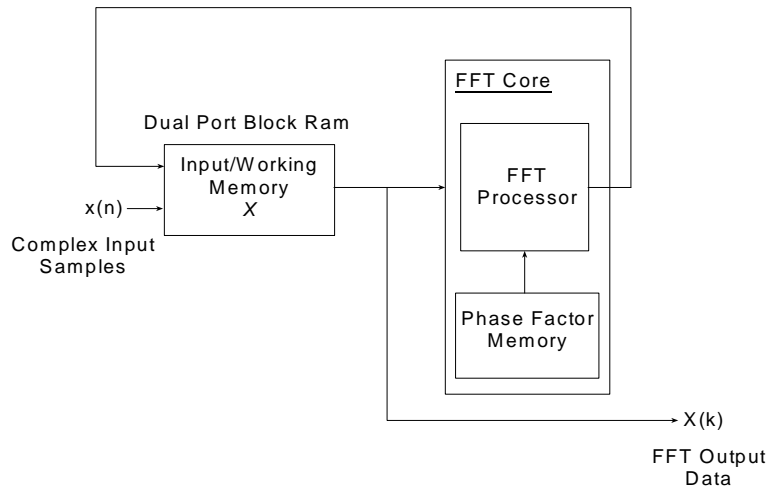 FFT Core
Dual Port Block Ram
Input/Working
Memory
X
x(n)
Complex Input
Samples
FFT
Processor
Phase Factor
Memory
X(k)
FFT Output
Data